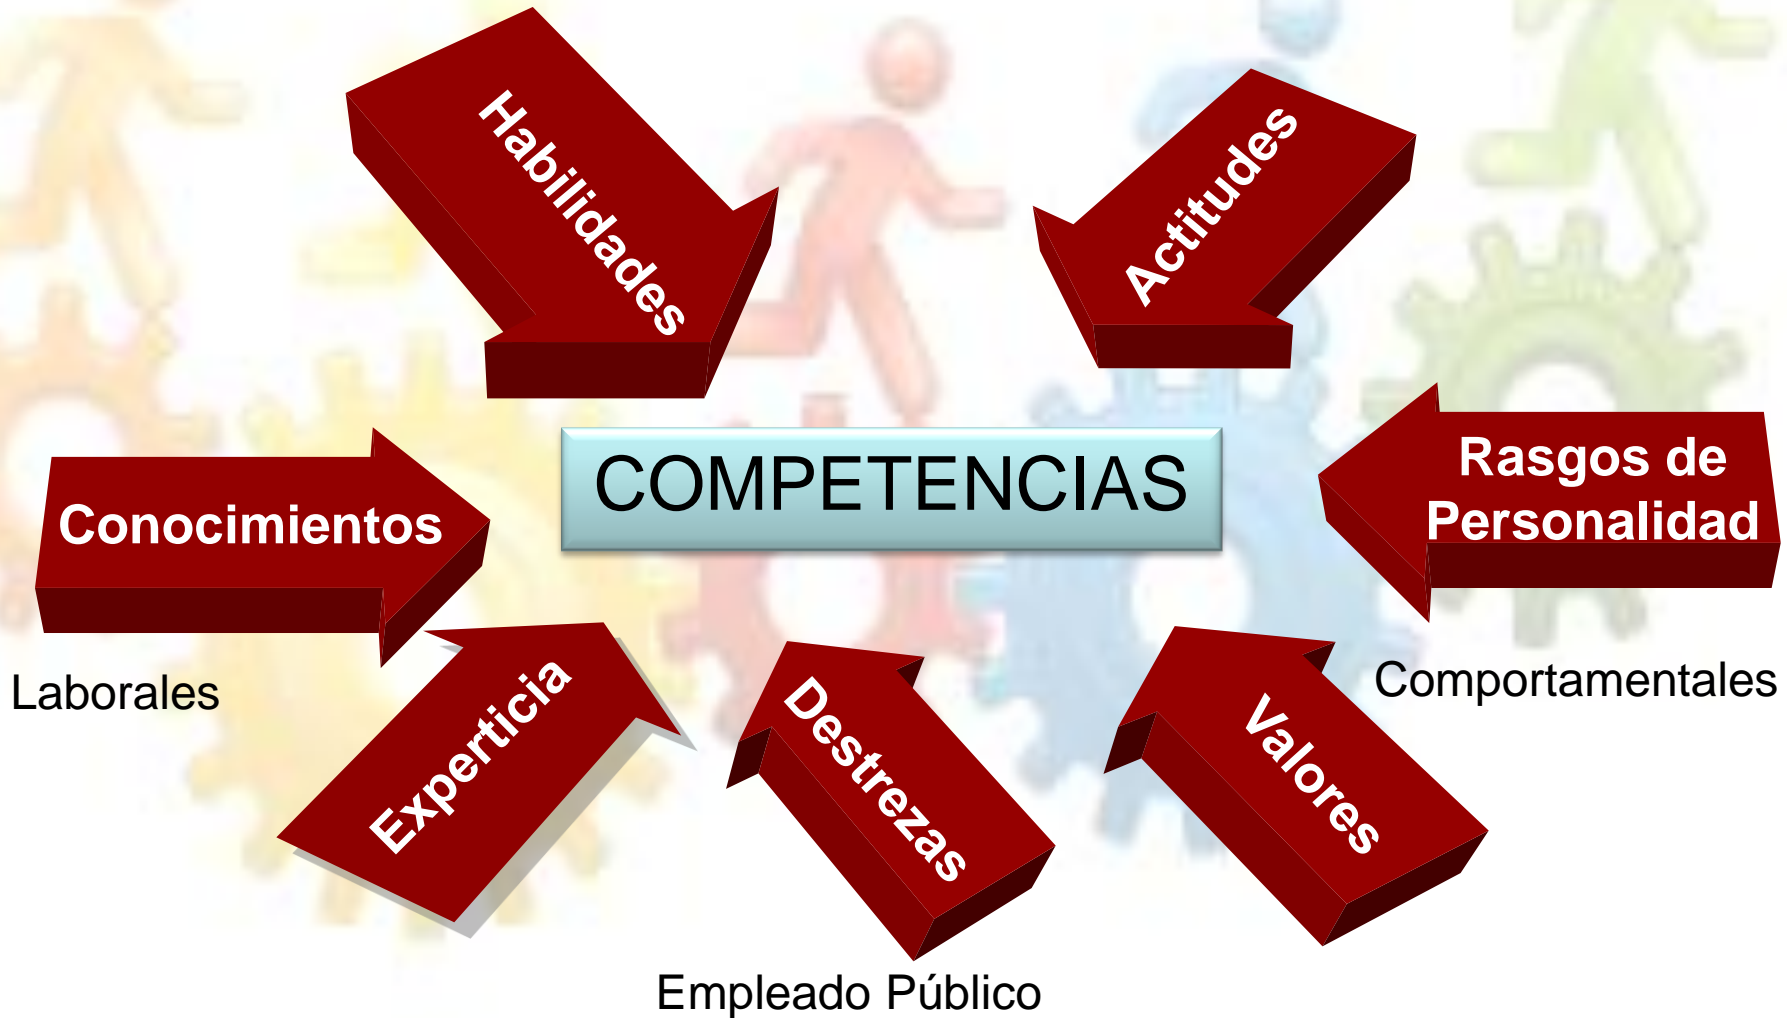 Habilidades
Actitudes
COMPETENCIAS
Rasgos de
Personalidad
Conocimientos
Laborales
Comportamentales
Experticia
Destrezas
Valores
Empleado Público